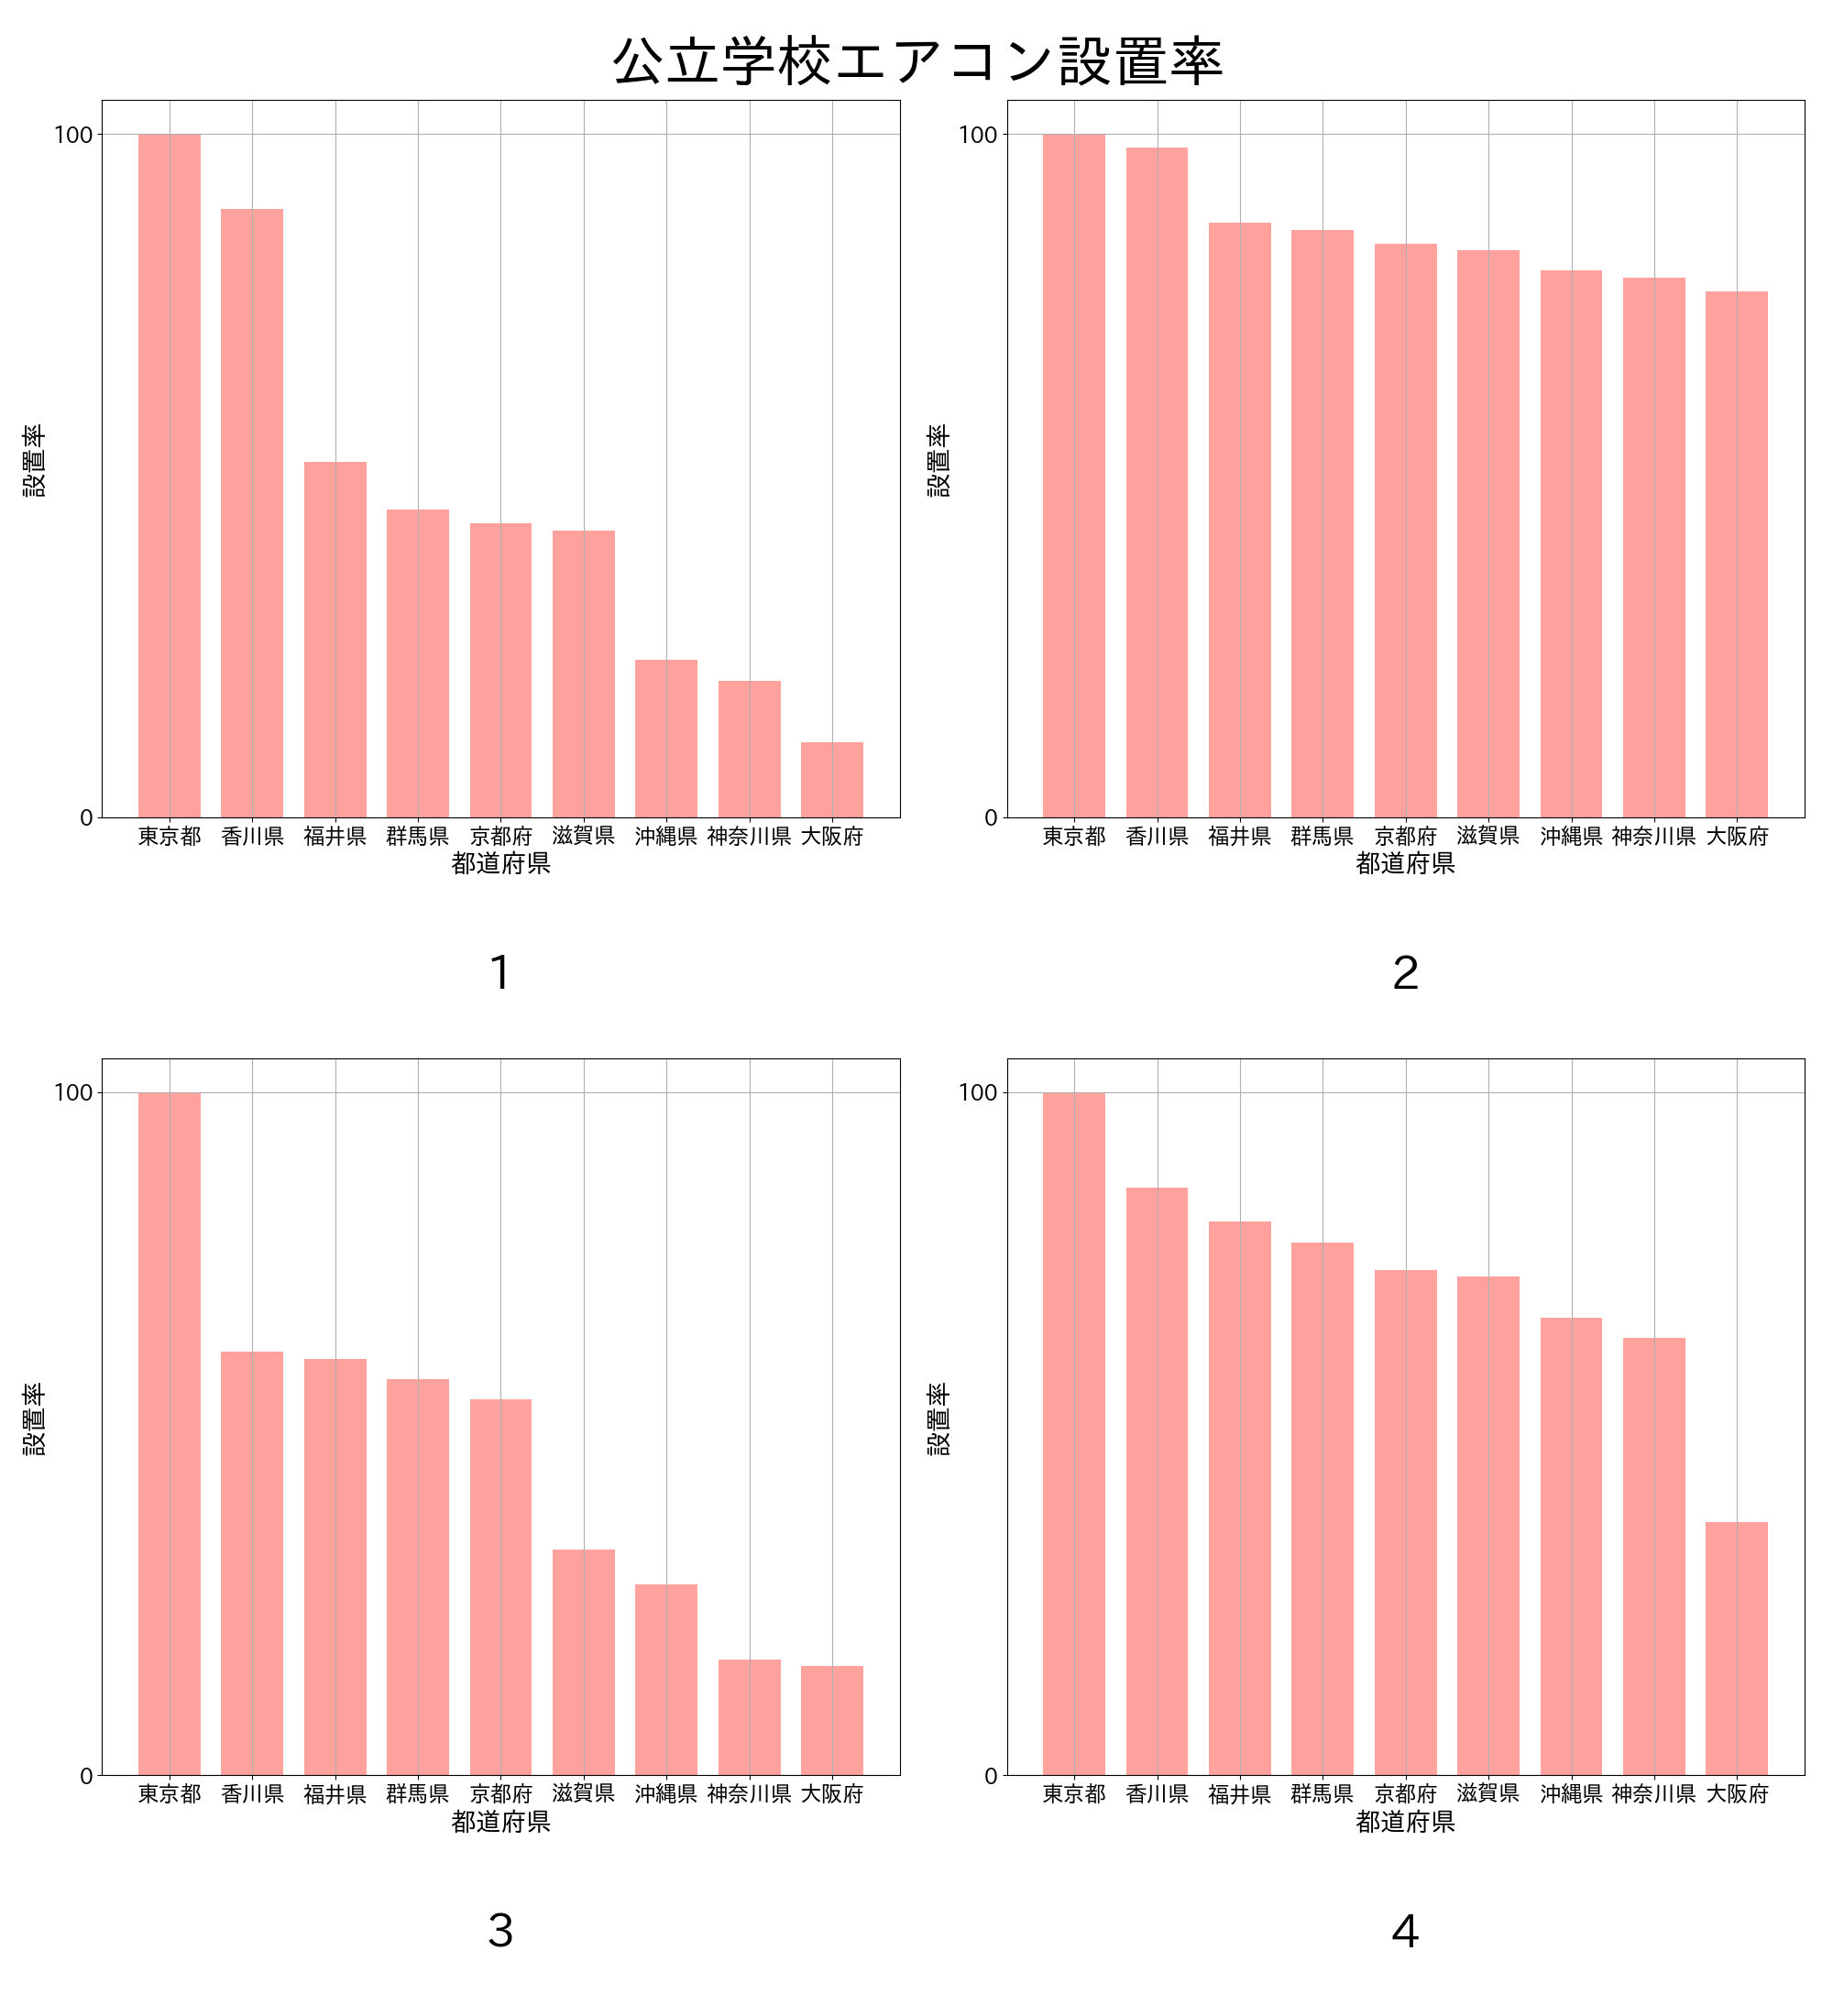 公立学校エアコン設置率
100
0
設置率
東京都 香川県 福井県 群馬県 京都府 滋賀県 沖縄県 神奈川県 大阪府
都道府県
1
100
0
設置率
東京都 香川県 福井県 群馬県 京都府 滋賀県 沖縄県 神奈川県 大阪府
都道府県
2
100
0
設置率
東京都 香川県 福井県 群馬県 京都府 滋賀県 沖縄県 神奈川県 大阪府
都道府県
3
100
0
設置率
東京都 香川県 福井県 群馬県 京都府 滋賀県 沖縄県 神奈川県 大阪府
都道府県
4